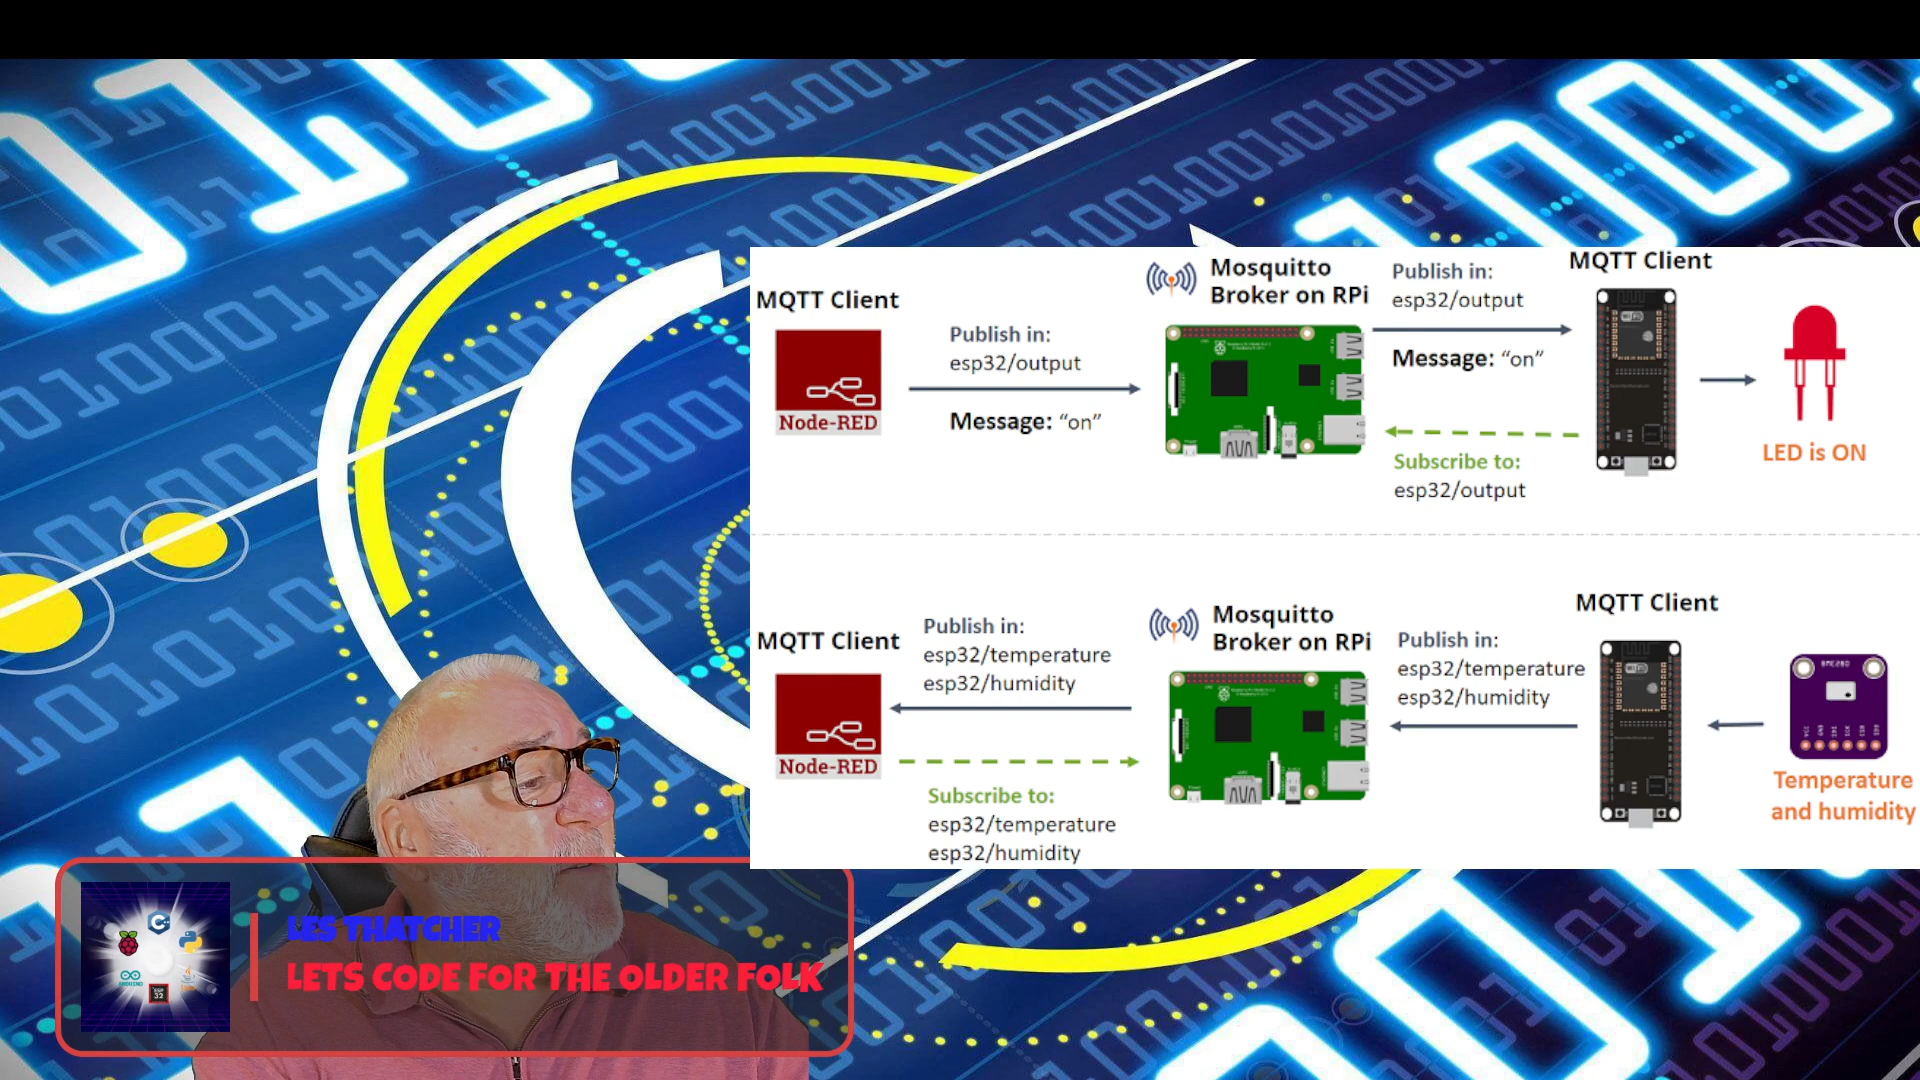 MQTT Client
Node-RED
Publish in:
esp32/output
Message: “on”
Mosquitto
Broker on RPi
Publish in:
esp32/output
Message: “on”
Subscribe to:
esp32/output
MQTT Client
LED is ON
MQTT Client
Node-RED
Publish in:
esp32/temperature
esp32/humidity
Subscribe to:
esp32/temperature
esp32/humidity
Mosquitto
Broker on RPi
Publish in:
esp32/temperature
esp32/humidity
MQTT Client
BME280
Temperature
and humidity
LES THATCHER
LETS CODE FOR THE OLDER FOLK
ESP
32